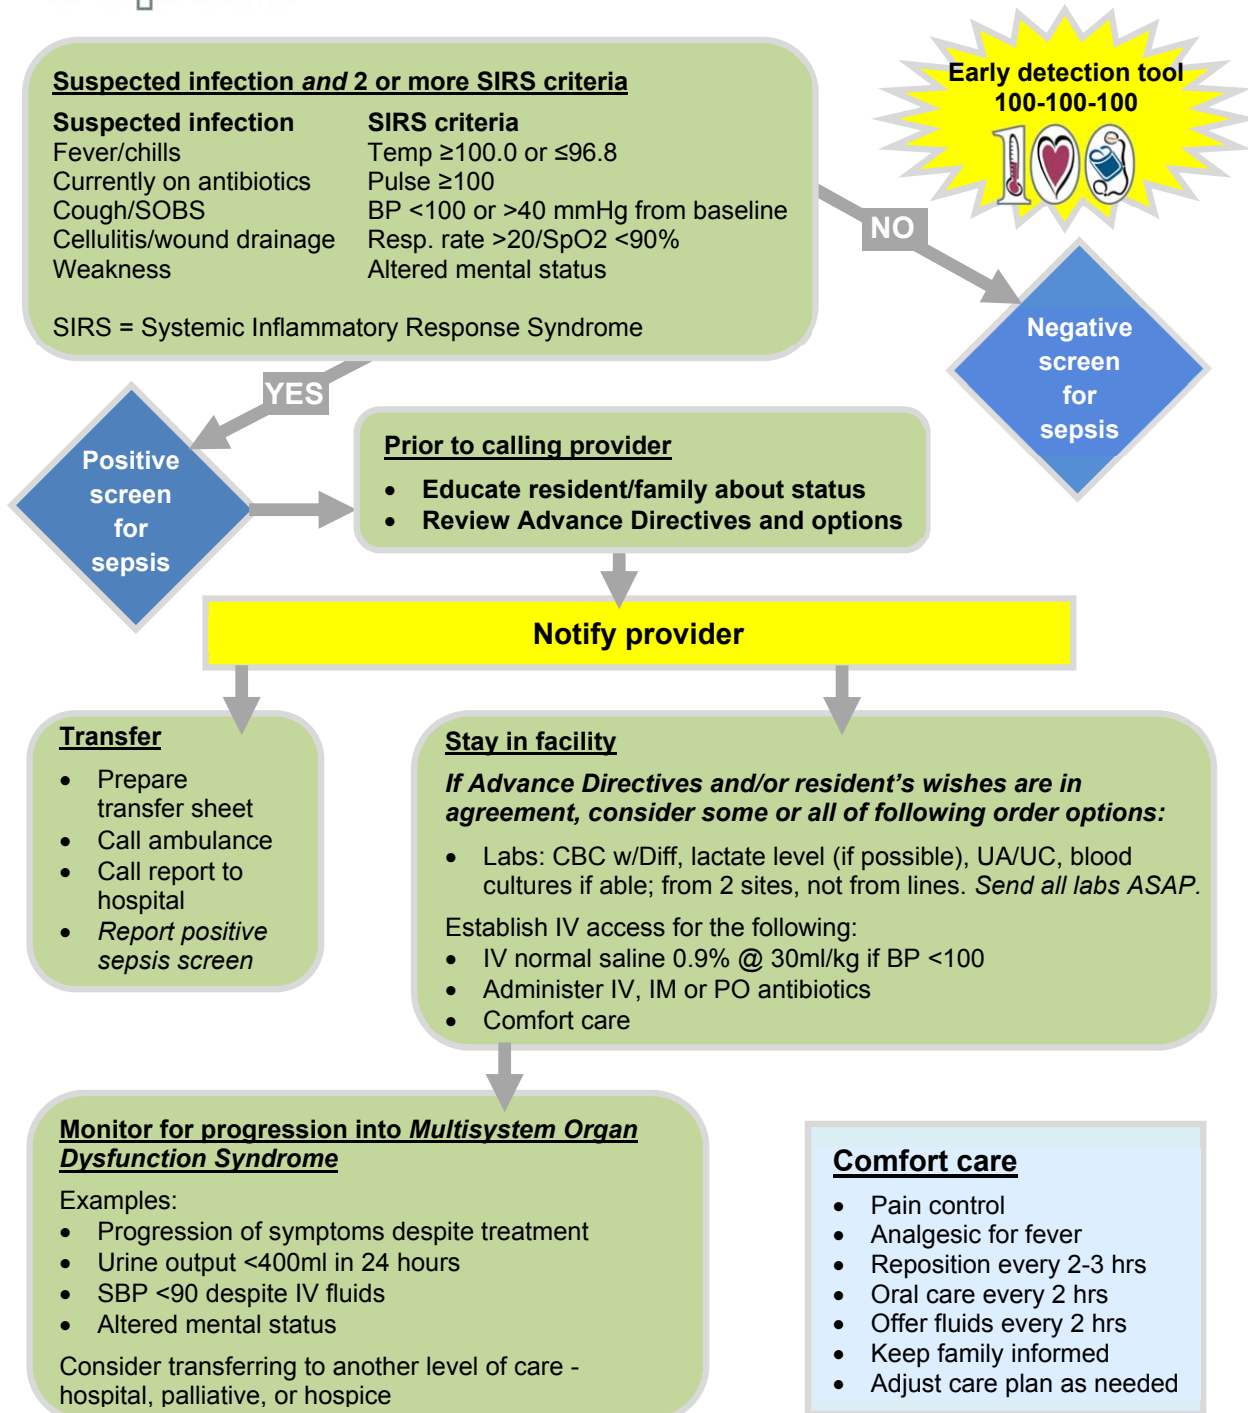 Suspected infection and 2 or more SIRS criteria
Suspected infection SIRS criteria
Fever/chills Temp ≥100.0 or ≤96.8
Currently on antibiotics Pulse ≥100
Cough/SOBS BP <100 or >40 mmHg from baseline
Cellulitis/wound drainage Resp. rate >20/SpO2 <90%
Weakness Altered mental status
SIRS = Systemic Inflammatory Response Syndrome
Early detection tool
100-100-100
100
NO
Negative
screen
for
sepsis
YES
Positive
screen
for
sepsis
Prior to calling provider
• Educate resident/family about status
• Review Advance Directives and options
Notify provider
Transfer
• Prepare
transfer sheet
• Call ambulance
• Call report to
hospital
• Report positive
sepsis screen
Stay in facility
If Advance Directives and/or resident's wishes are in
agreement, consider some or all of following order options:
• Labs: CBC w/Diff, lactate level (if possible), UA/UC, blood
cultures if able; from 2 sites, not from lines. Send all labs ASAP.
Establish IV access for the following:
• IV normal saline 0.9% @ 30ml/kg if BP <100
• Administer IV, IM or PO antibiotics
• Comfort care
Monitor for progression into Multisystem Organ
Dysfunction Syndrome
Examples:
• Progression of symptoms despite treatment
• Urine output <400ml in 24 hours
• SBP <90 despite IV fluids
• Altered mental status
Consider transferring to another level of care -
hospital, palliative, or hospice
Comfort care
• Pain control
• Analgesic for fever
• Reposition every 2-3 hrs
• Oral care every 2 hrs
• Offer fluids every 2 hrs
• Keep family informed
• Adjust care plan as needed